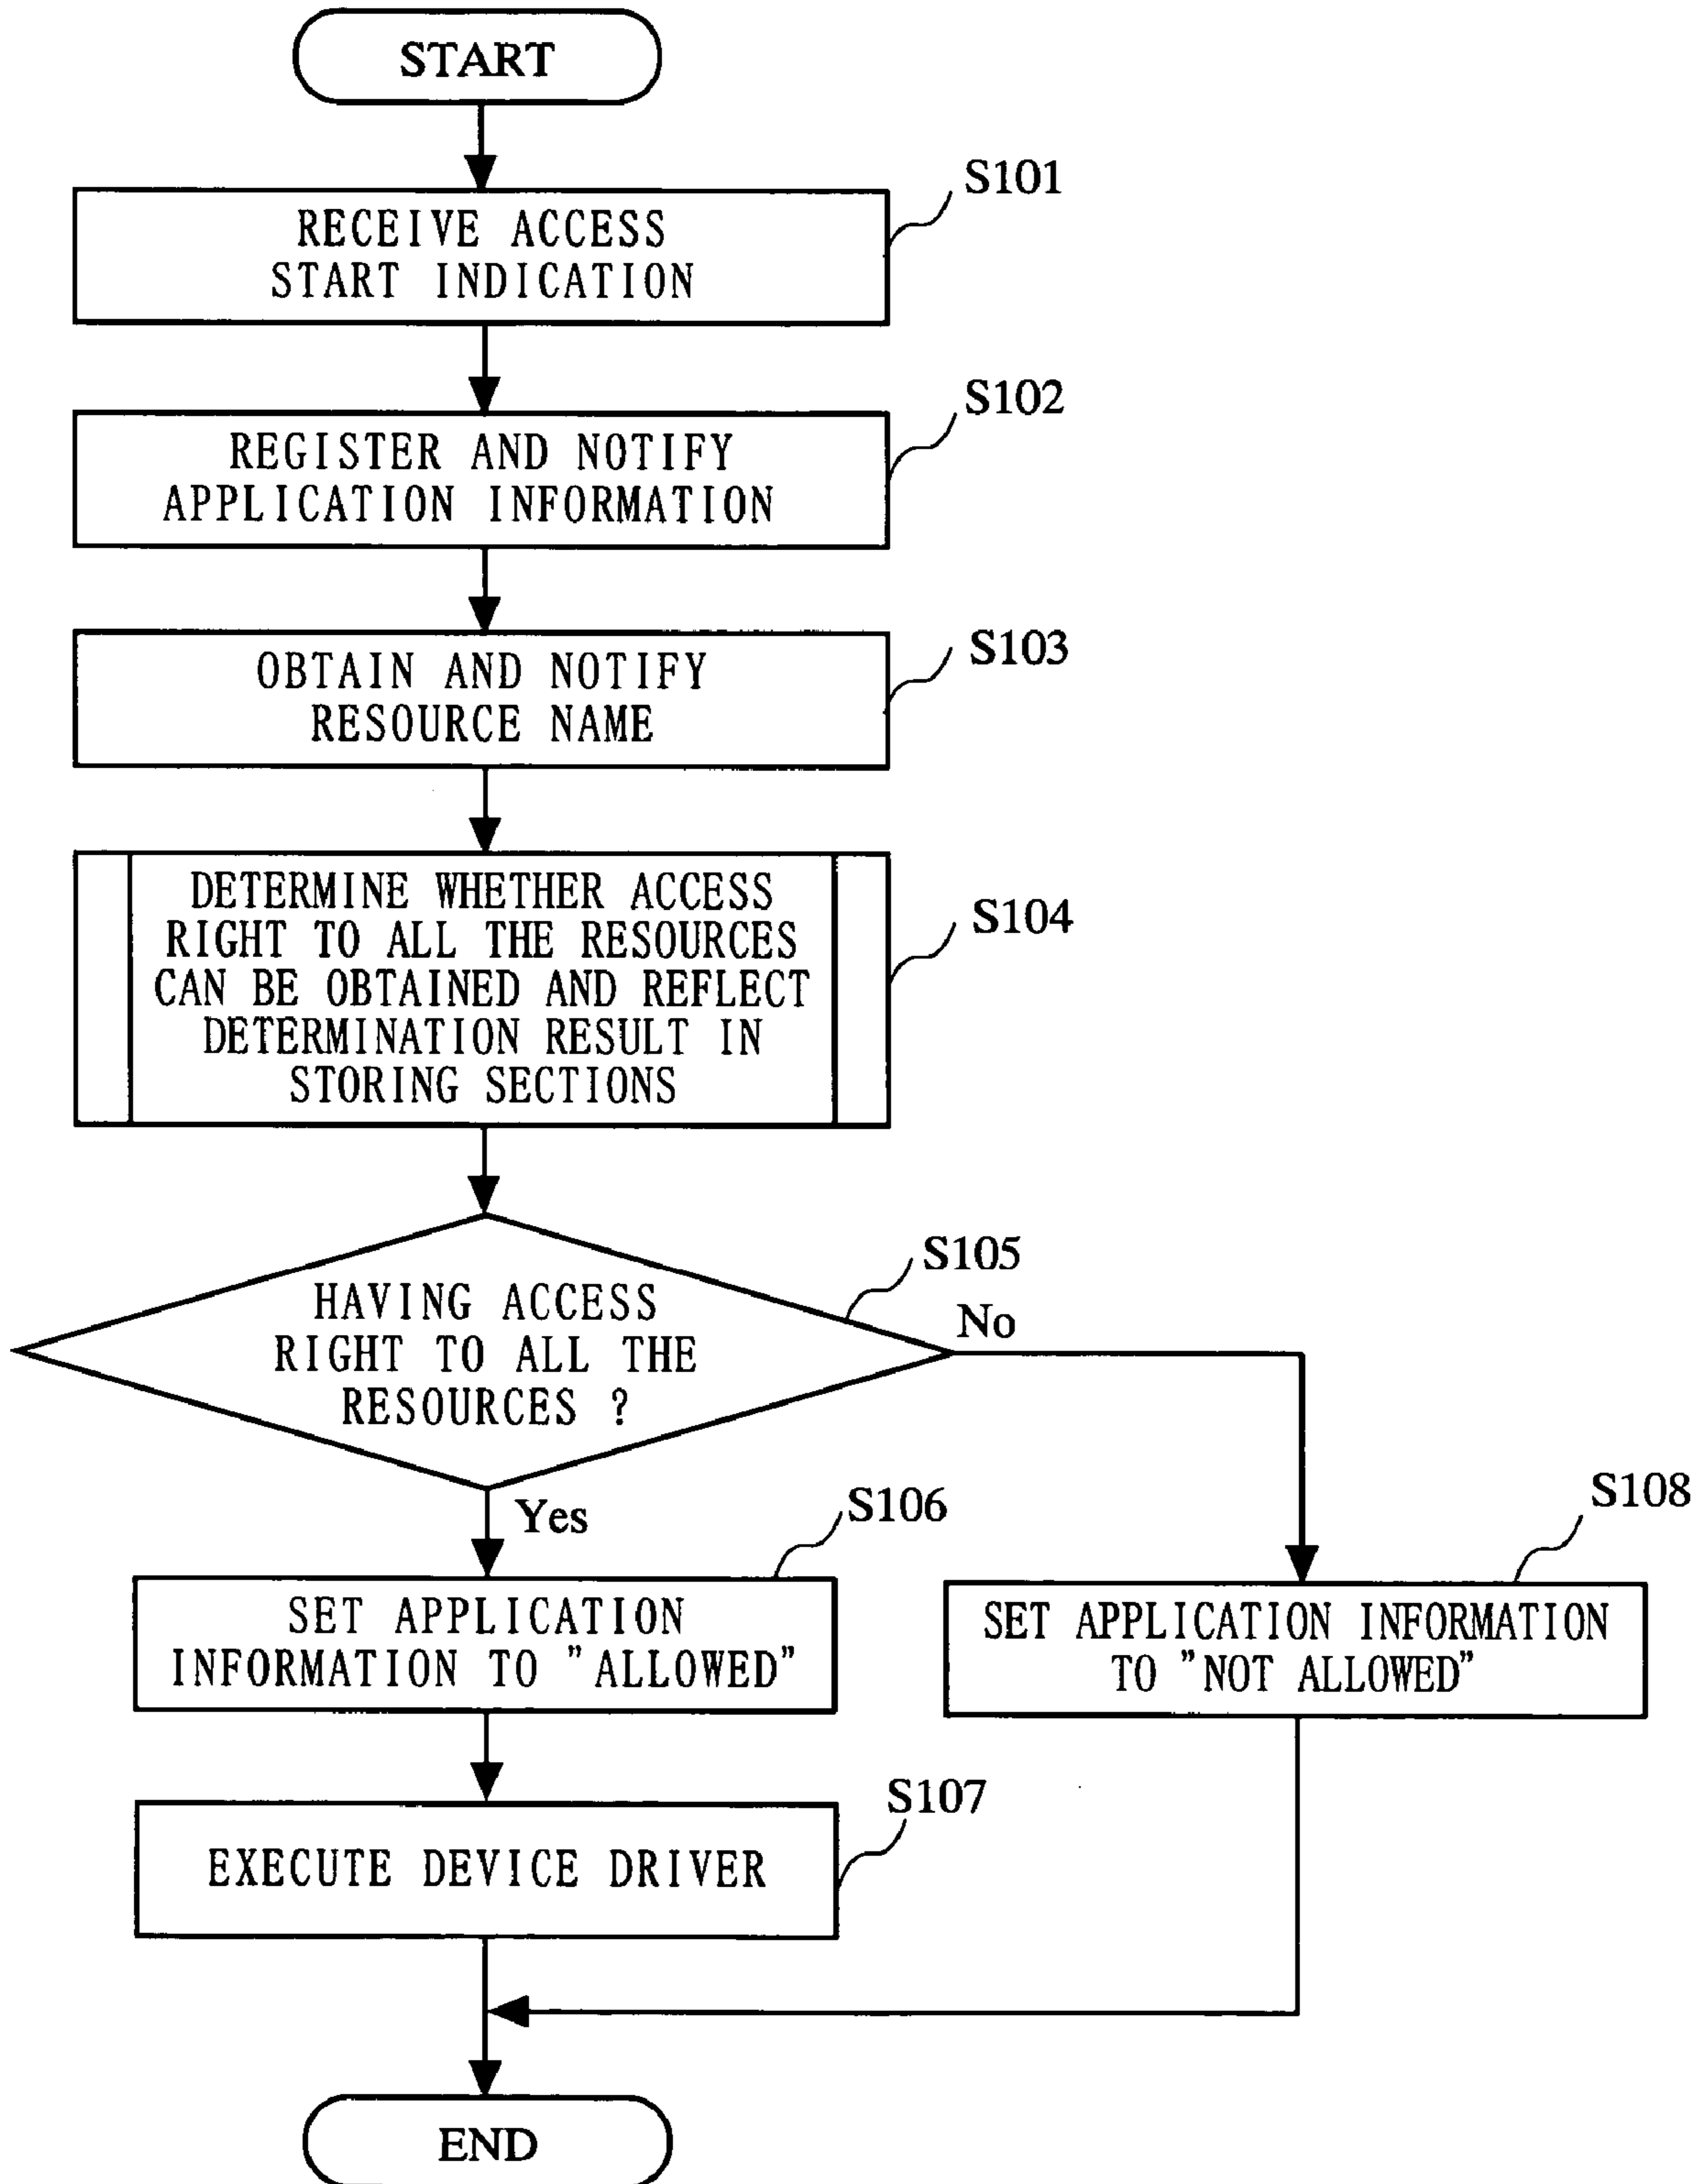 START
S101
RECEIVE ACCESS
START INDICATION
S102
REGISTER AND NOTIFY
APPLICATION INFORMATION
S103
OBTAIN AND NOTIFY
RESOURCE NAME
S104
DETERMINE WHETHER ACCESS
RIGHT TO ALL THE RESOURCES
CAN BE OBTAINED AND REFLECT
DETERMINATION RESULT IN
STORING SECTIONS
S105
HAVING ACCESS
RIGHT TO ALL THE
RESOURCES ?
No
Yes
S106
SET APPLICATION
INFORMATION TO "ALLOWED"
S108
SET APPLICATION INFORMATION
TO "NOT ALLOWED"
S107
EXECUTE DEVICE DRIVER
END